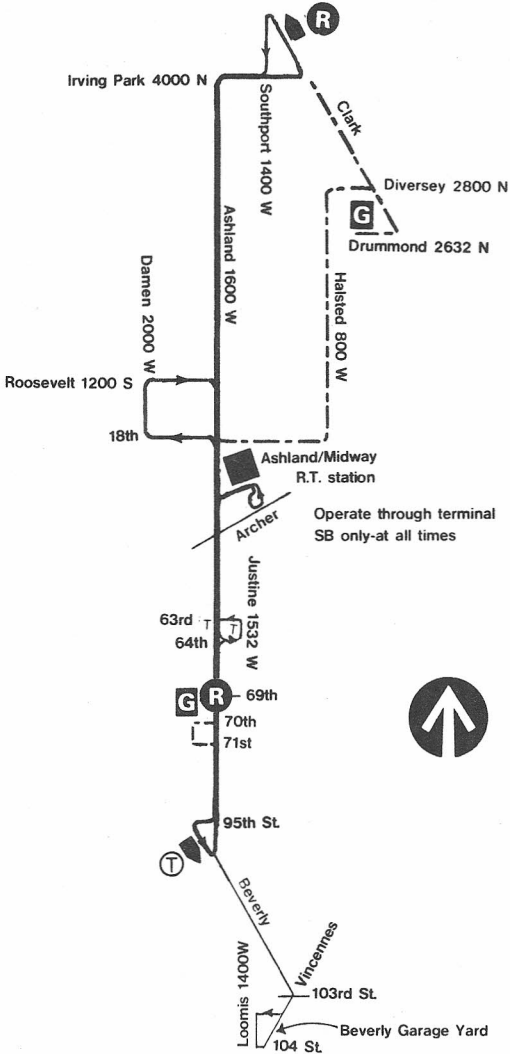 R
Irving Park 4000 N
Southport 1400 W
Clark
Diversey 2800 N
G
Drummond 2632 N
Ashland 1600 W
Halsted 800 W
Damen 2000 W
Roosevelt 1200 S
18th
Ashland/Midway
R.T. station
Archer
Operate through terminal
SB only-at all times
Justine 1532 W
63rd T T
64th
G R 69th
70th
71st
95th St.
T
Beverly
Vincennes
Loomis 1400W
103rd St.
Beverly Garage Yard
104 St.